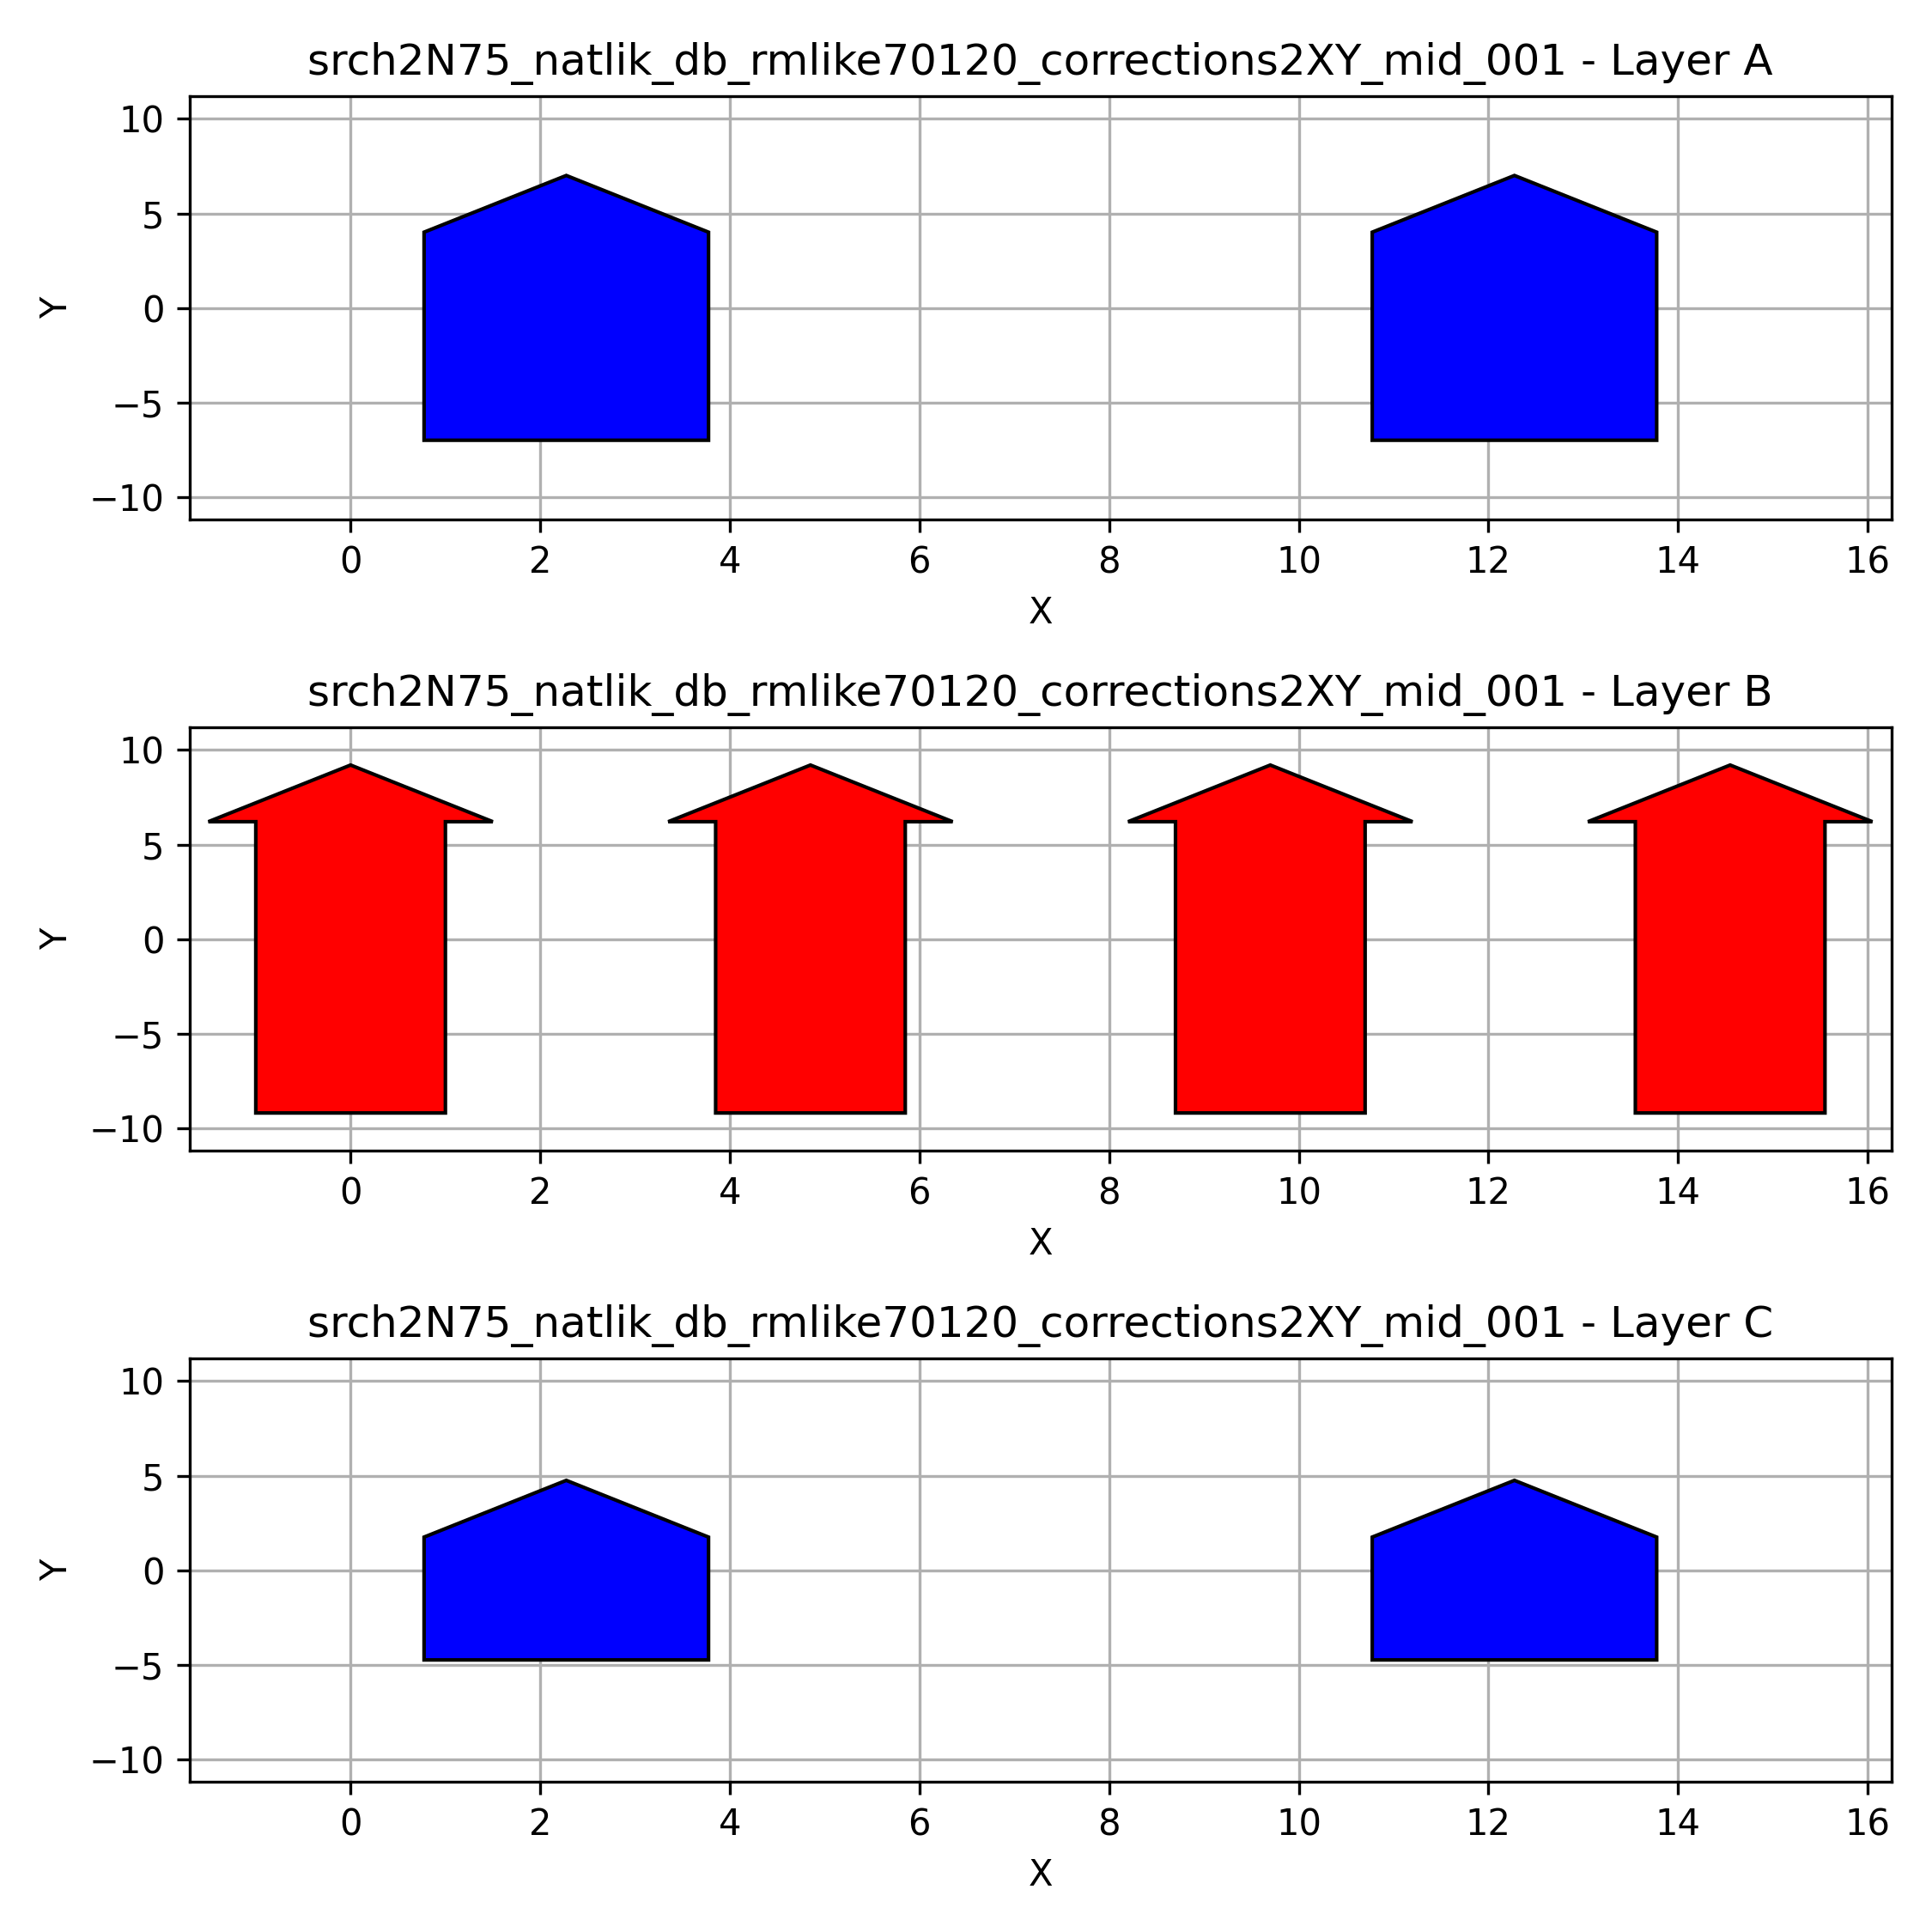 srch2N75_natlik_db_rmlike70120_corrections2XY_mid_001 - Layer A
10
5
0
−5
−10
Y
0 2 4 6 8 10 12 14 16
X
srch2N75_natlik_db_rmlike70120_corrections2XY_mid_001 - Layer B
10
5
0
−5
−10
Y
0 2 4 6 8 10 12 14 16
X
srch2N75_natlik_db_rmlike70120_corrections2XY_mid_001 - Layer C
10
5
0
−5
−10
Y
0 2 4 6 8 10 12 14 16
X